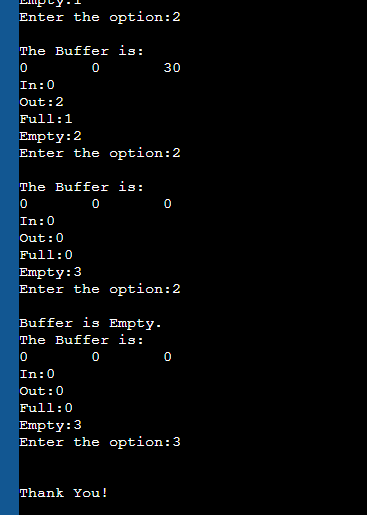 Empty:1
Enter the option:2
The Buffer is:
0 0 30
In:0
Out:2
Full:1
Empty:2
Enter the option:2
The Buffer is:
0 0 0
In:0
Out:0
Full:0
Empty:3
Enter the option:2
Buffer is Empty.
The Buffer is:
0 0 0
In:0
Out:0
Full:0
Empty:3
Enter the option:3
Thank You!